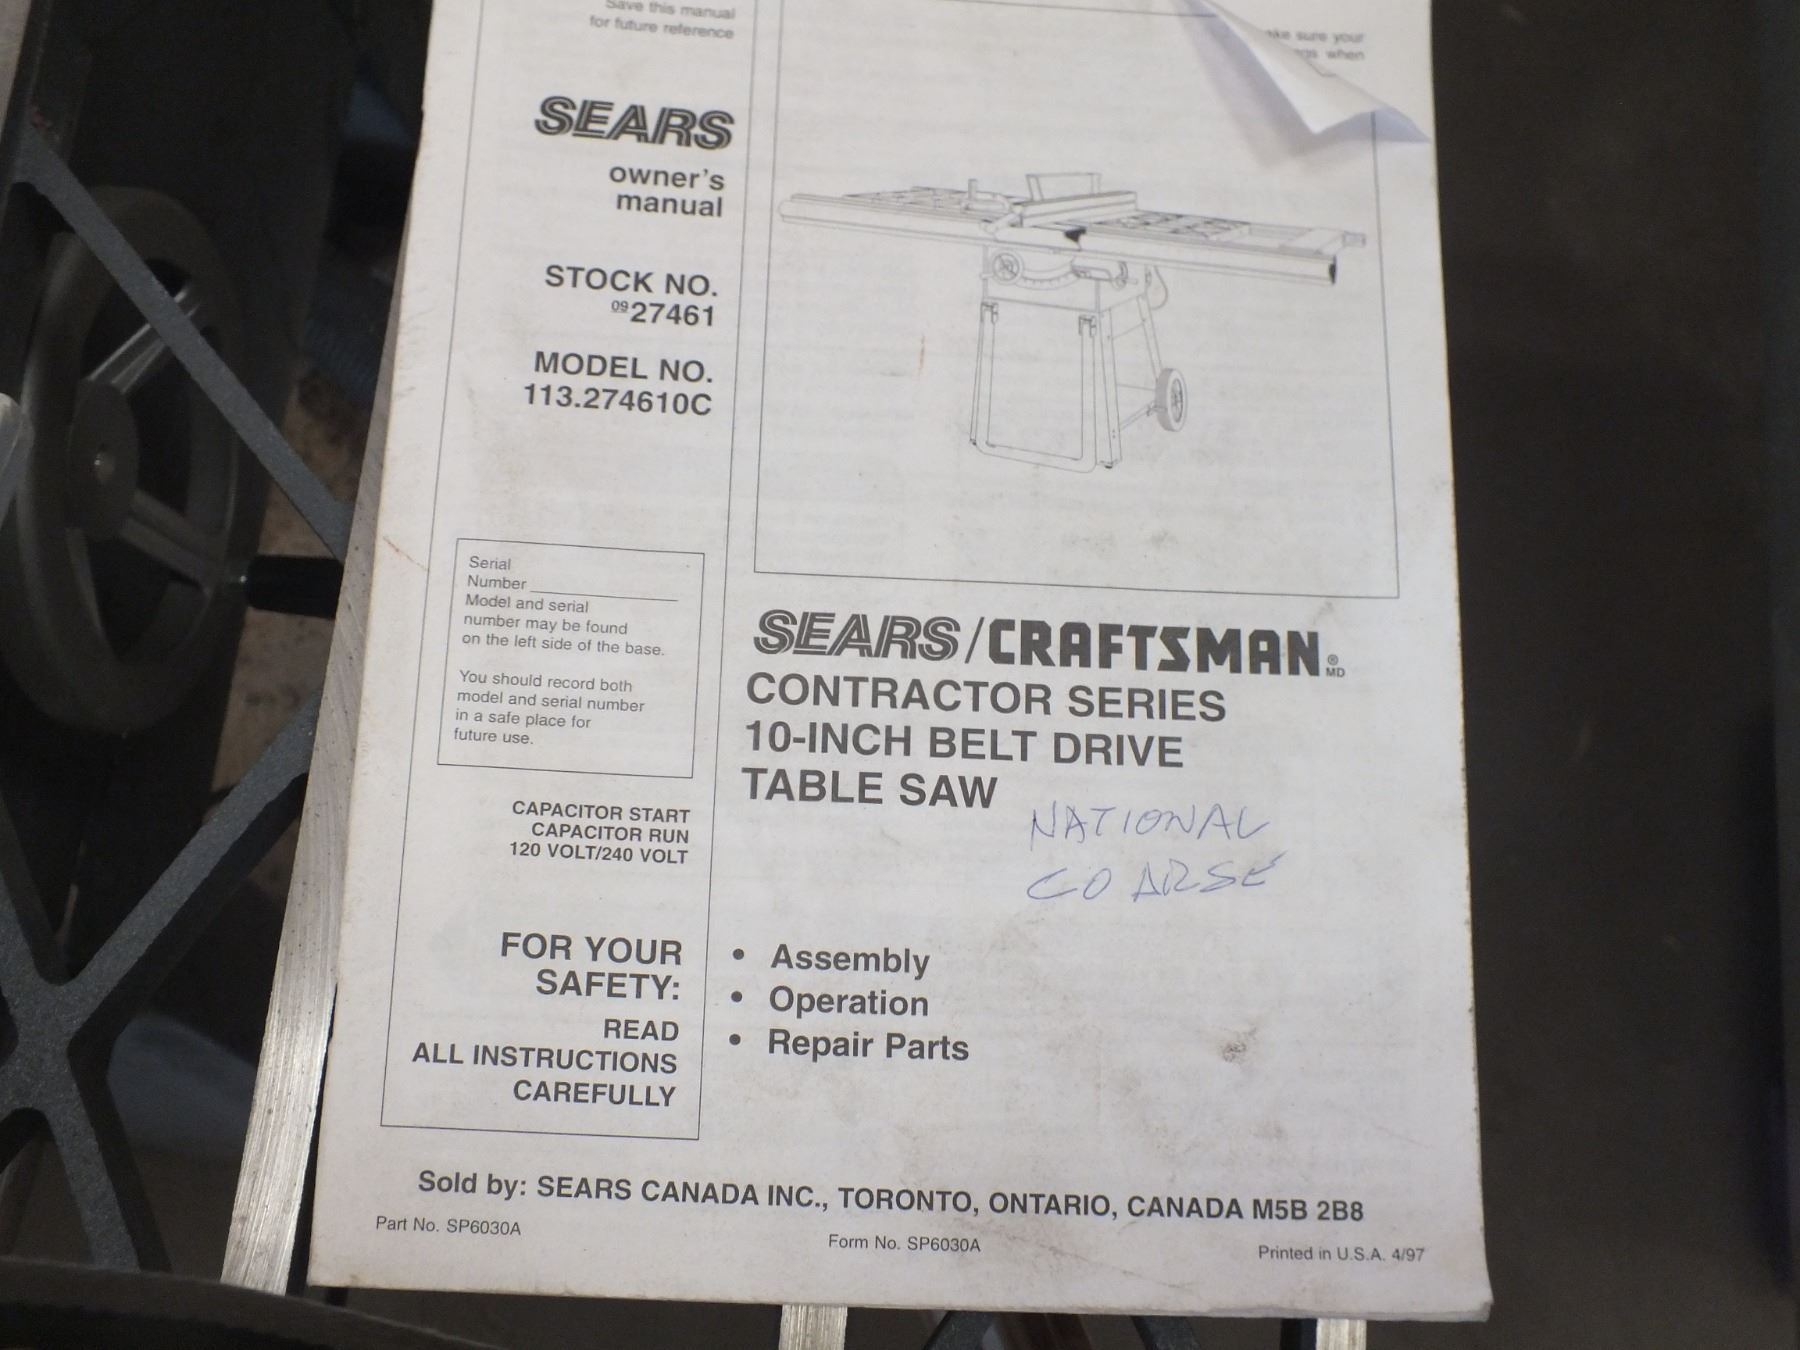 Save this manual
for future reference
SEARS
owner's
manual
STOCK NO.
0927461
MODEL NO.
113.274610C
Serial
Number
Model and serial
number may be found
on the left side of the base.
You should record both
model and serial number
in a safe place for
future use.
CAPACITOR START
CAPACITOR RUN
120 VOLT/240 VOLT
FOR YOUR
SAFETY:
READ
ALL INSTRUCTIONS
CAREFULLY
sure your
when
SEARS/CRAFTSMAN®
MD
CONTRACTOR SERIES
10-INCH BELT DRIVE
TABLE SAW
NATIONAL
COARSE
• Assembly
• Operation
• Repair Parts
Sold by: SEARS CANADA INC., TORONTO, ONTARIO, CANADA M5B 2B8
Part No. SP6030A
Form No. SP6030A
Printed in U.S.A. 4/97